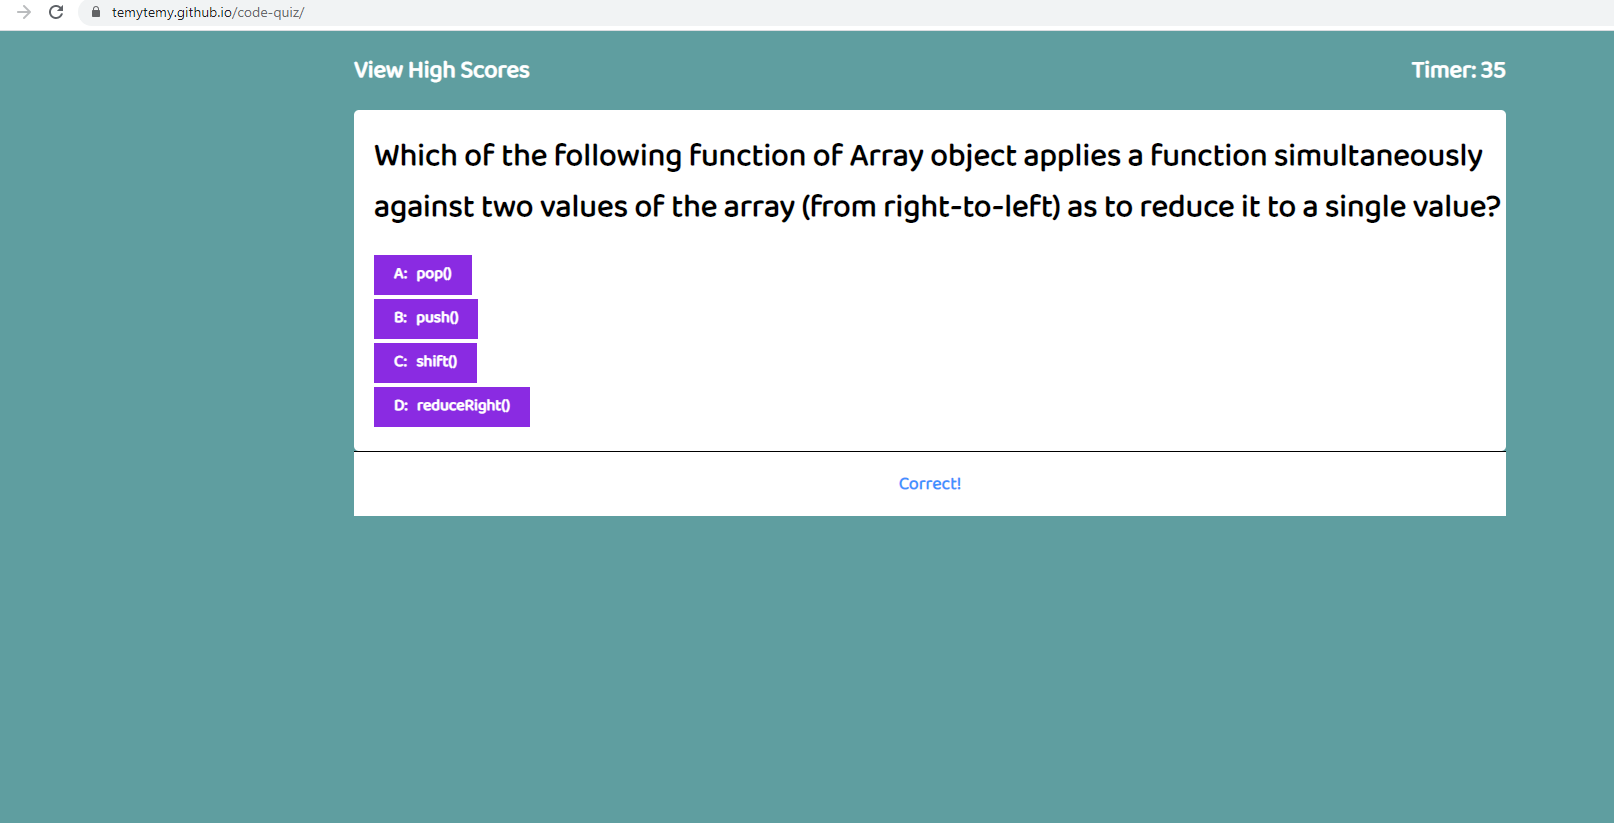 temytemy.github.io/code-quiz/
View High Scores
Timer: 35
Which of the following function of Array object applies a function simultaneously
against two values of the array (from right-to-left) as to reduce it to a single value?
A: pop()
B: push()
C: shift()
D: reduceRight()
Correct!